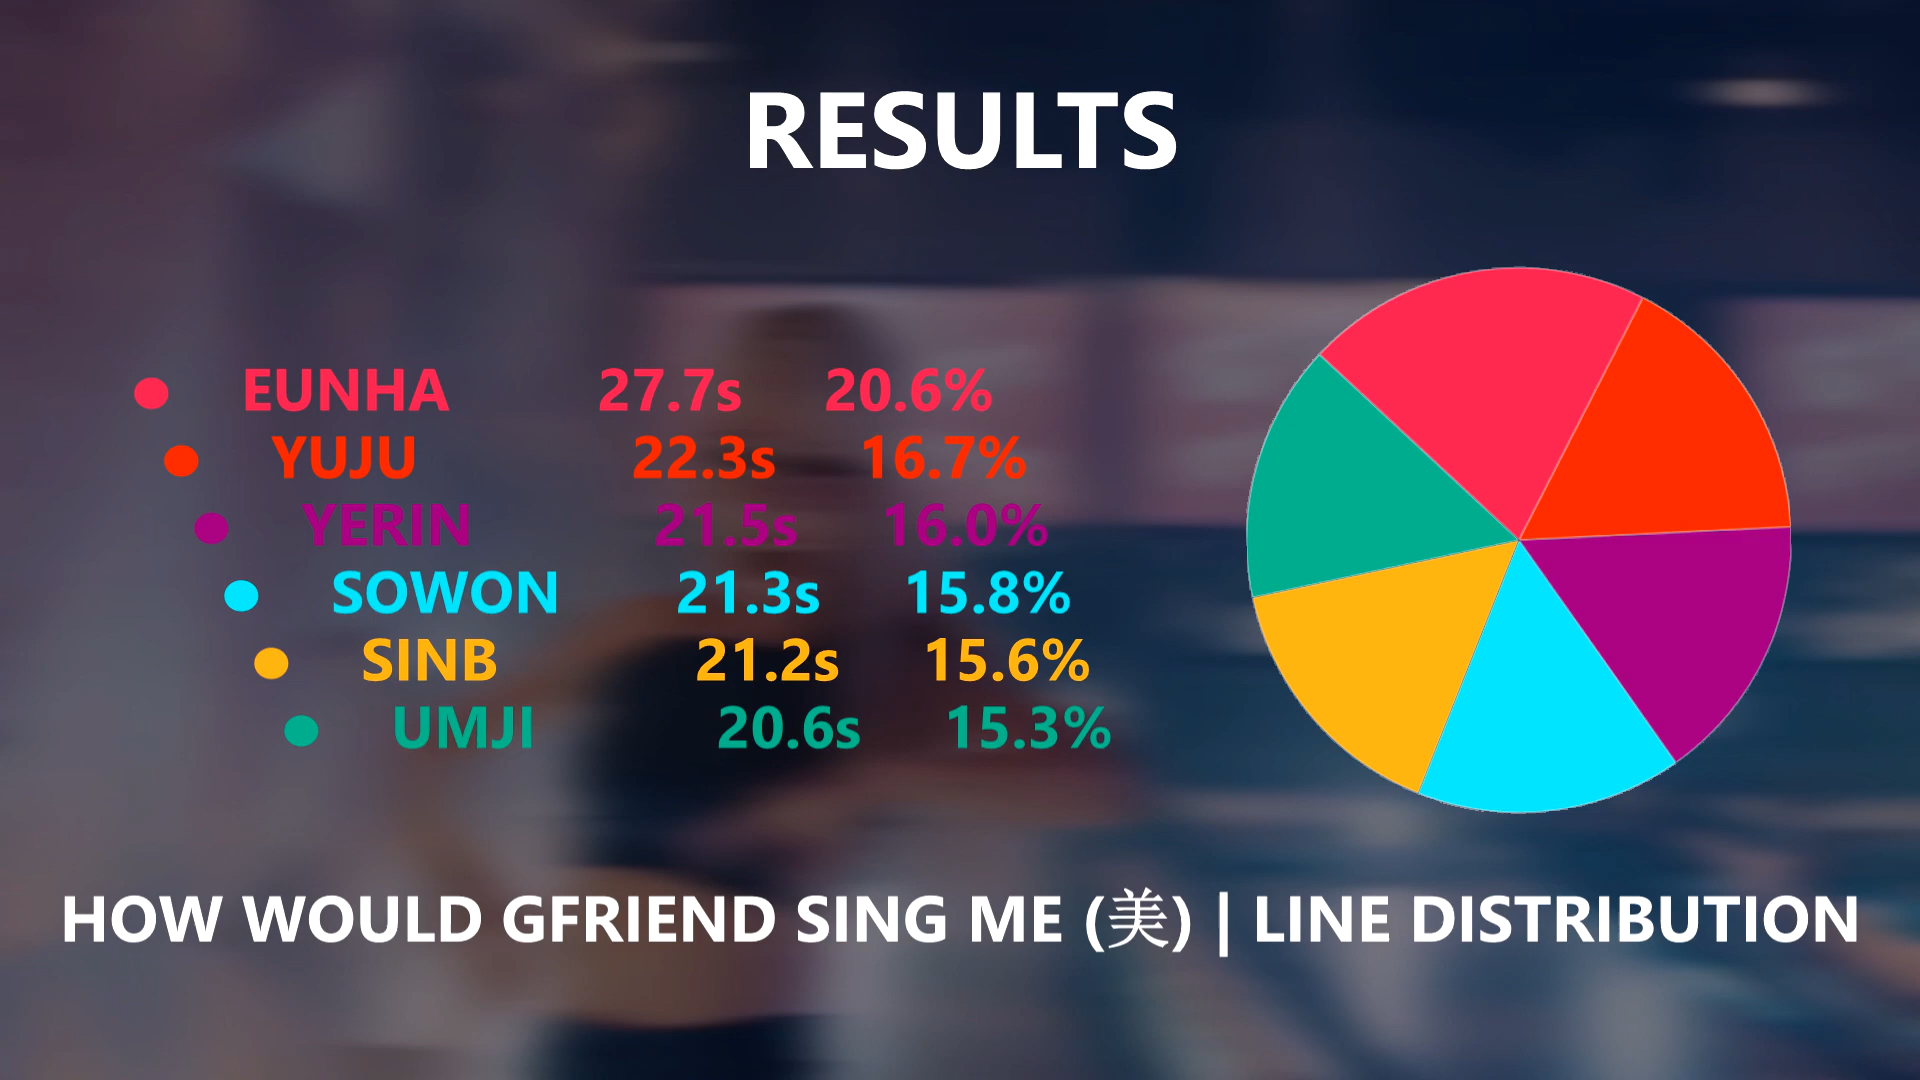 RESULTS
EUNHA 27.7s 20.6%
YUJU 22.3s 16.7%
YERIN 21.5s 16.0%
SOWON 21.3s 15.8%
SINB 21.2s 15.6%
UMJI 20.6s 15.3%
HOW WOULD GFRIEND SING ME (美) | LINE DISTRIBUTION